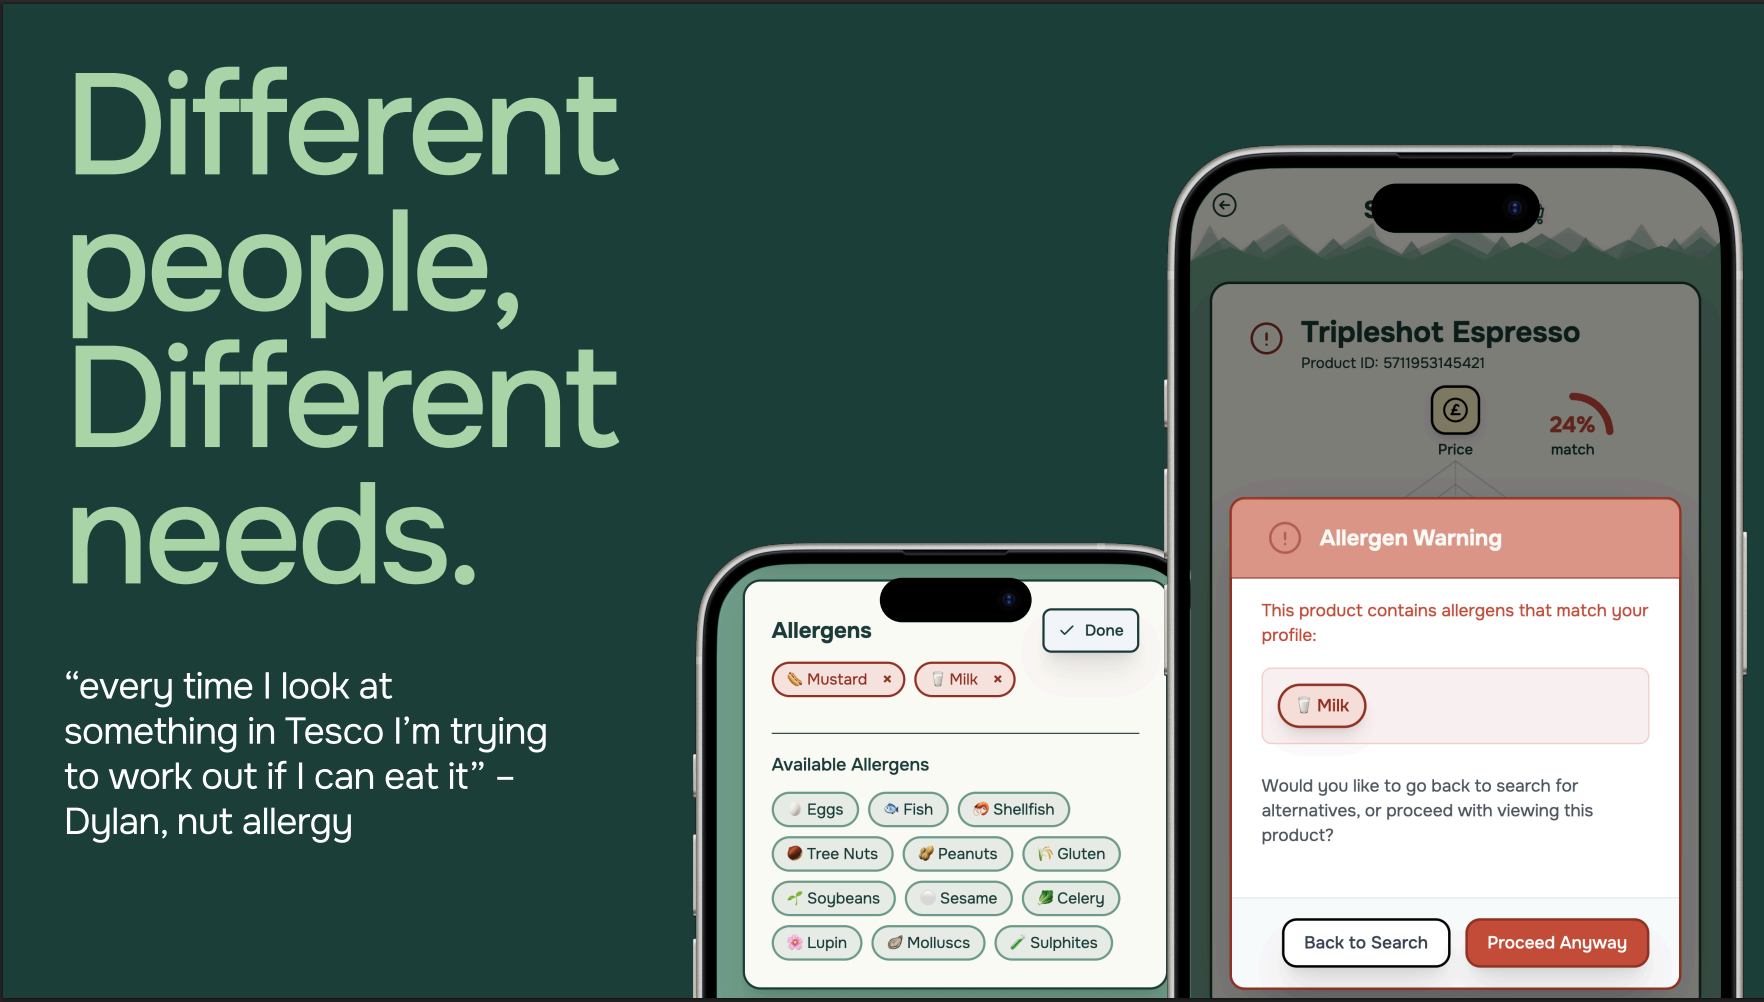 Different
people,
Different
needs.
“every time I look at
something in Tesco I’m trying
to work out if I can eat it” –
Dylan, nut allergy
Allergens
Done
Mustard ×
Milk ×
Available Allergens
Eggs
Fish
Shellfish
Tree Nuts
Peanuts
Gluten
Soybeans
Sesame
Celery
Lupin
Molluscs
Sulphites
Tripleshot Espresso
Product ID: 5711953145421
£
Price
24%
match
Allergen Warning
This product contains allergens that match your
profile:
Milk
Would you like to go back to search for
alternatives, or proceed with viewing this
product?
Back to Search
Proceed Anyway